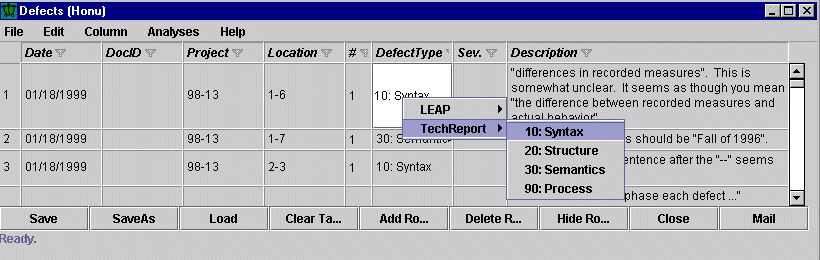 Defects (Honu)
File Edit Column Analyses Help
Date DocID Project Location # DefectType Sev. Description
1 01/18/1999 98-13 1-6 1 10: Syntax
"differences in recorded measures". This is
somewhat unclear. It seems as though you mean
"the difference between recorded measures and
actual behavior".
LEAP
TechReport
10: Syntax
20: Structure
30: Semantics
90: Process
2 01/18/1999 98-13 1-7 1 30: Semantics should be "Fall of 1996".
3 01/18/1999 98-13 2-3 1 10: Syntax entence after the "--" seems
phase each defect ..."
Save SaveAs Load Clear Ta... Add Ro... Delete R... Hide Ro... Close Mail
Ready.